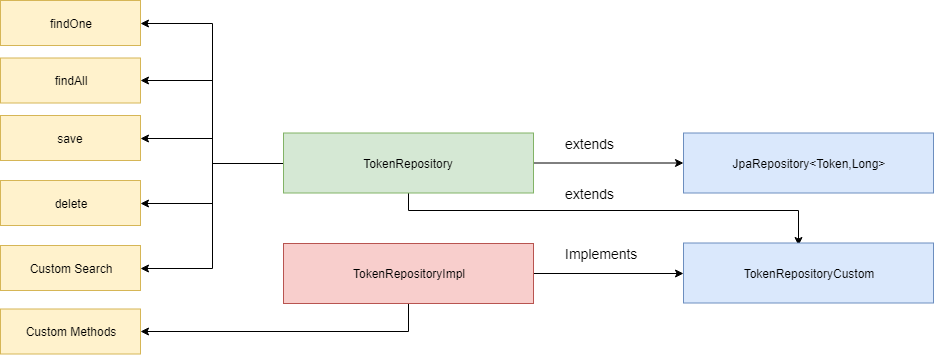 findOne
findAll
save
extends
TokenRepository
JpaRepository<Token,Long>
extends
delete
Implements
Custom Search
TokenRepositoryImpl
TokenRepositoryCustom
Custom Methods